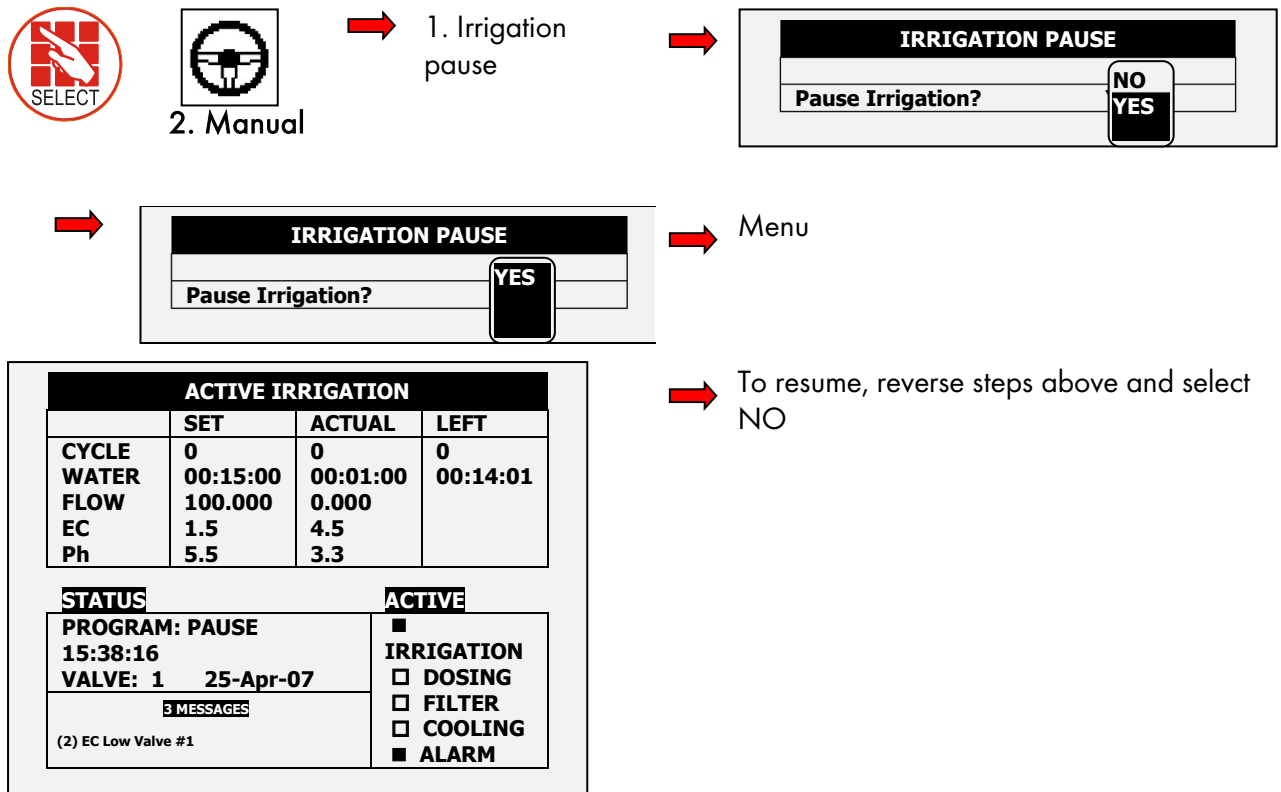 SELECT
2. Manual
1. Irrigation
pause
IRRIGATION PAUSE
Pause Irrigation?
NO
YES
IRRIGATION PAUSE
Pause Irrigation?
YES
Menu
ACTIVE IRRIGATION
SET ACTUAL LEFT
CYCLE 0 0 0
WATER 00:15:00 00:01:00 00:14:01
FLOW 100.000 0.000
EC 1.5 4.5
Ph 5.5 3.3
STATUS
PROGRAM: PAUSE
15:38:16
VALVE: 1 25-Apr-07
3 MESSAGES
(2) EC Low Valve #1
ACTIVE
■
IRRIGATION
□ DOSING
□ FILTER
□ COOLING
■ ALARM
To resume, reverse steps above and select
NO